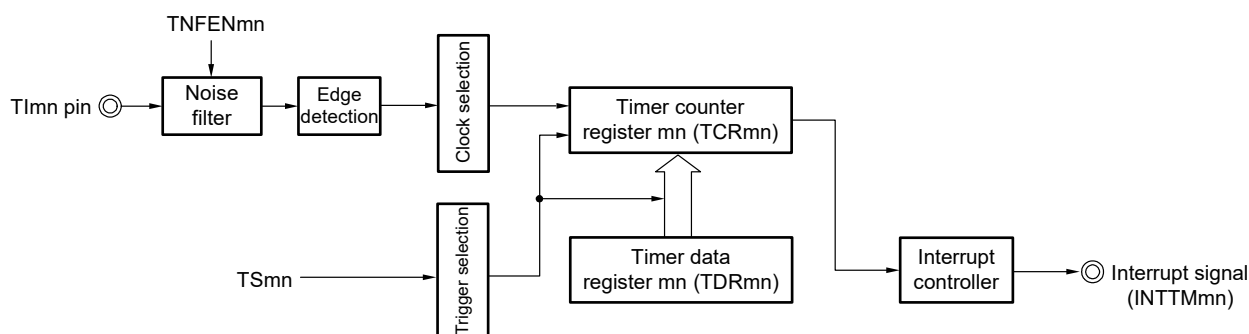 TNFENmn
TImn pin
Noise
filter
Edge
detection
Clock selection
Timer counter
register mn (TCRmn)
TSmn
Trigger selection
Timer data
register mn (TDRmn)
Interrupt
controller
Interrupt signal
(INTTMmn)